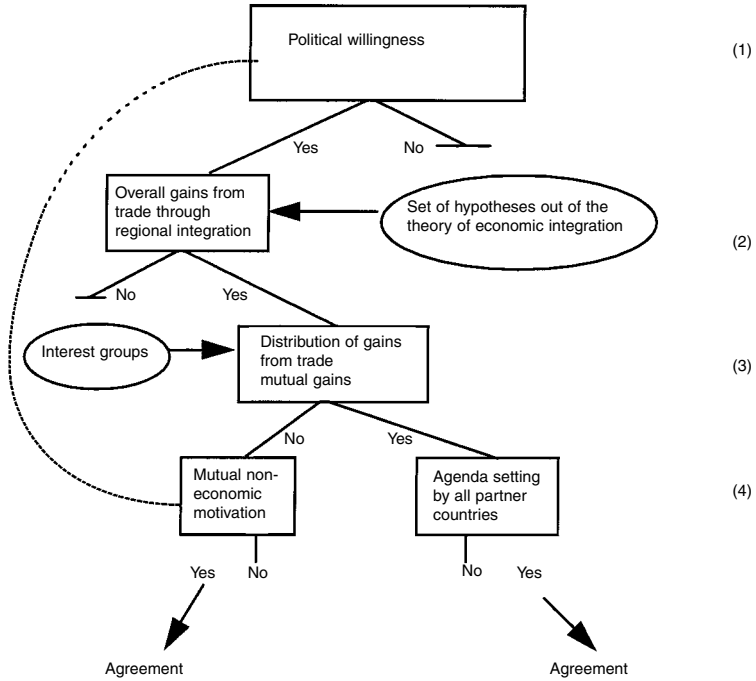 Political willingness
(1)
Yes
No
Overall gains from
trade through
regional integration
Set of hypotheses out of the
theory of economic integration
(2)
No
Yes
Interest groups
Distribution of gains
from trade
mutual gains
(3)
No
Yes
Mutual non-
economic
motivation
Agenda setting
by all partner
countries
(4)
Yes
No
No
Yes
Agreement
Agreement